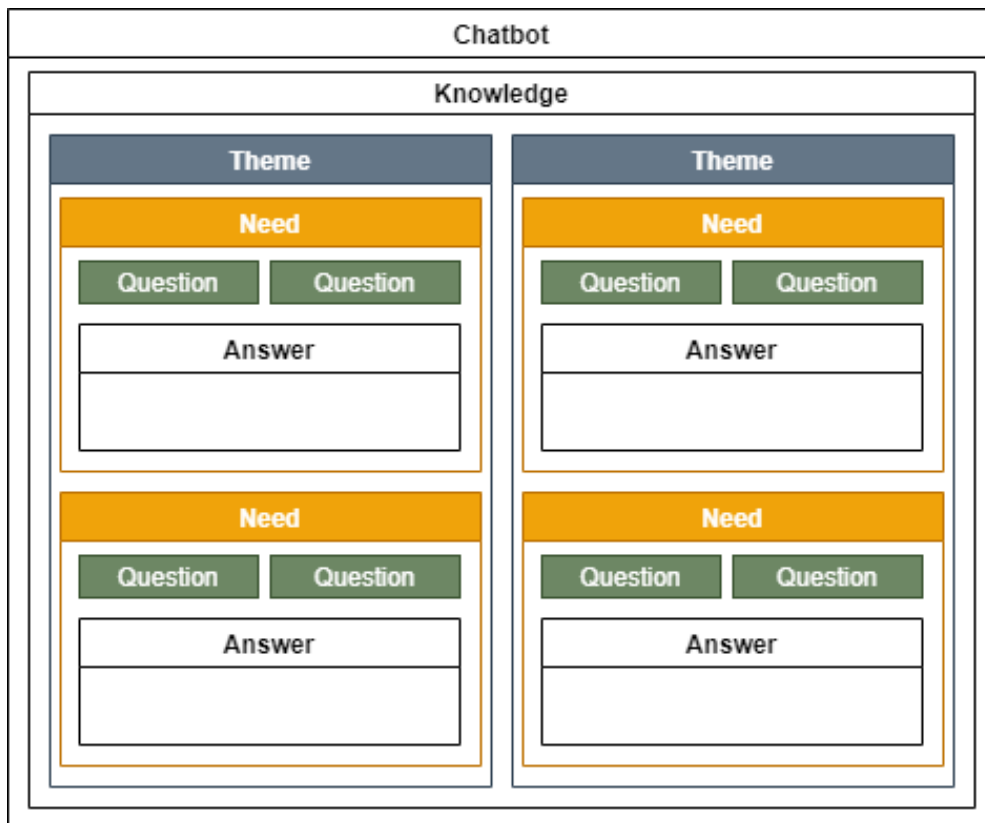 Chatbot
Knowledge
Theme
Need
Question Question
Answer
Need
Question Question
Answer
Theme
Need
Question Question
Answer
Need
Question Question
Answer